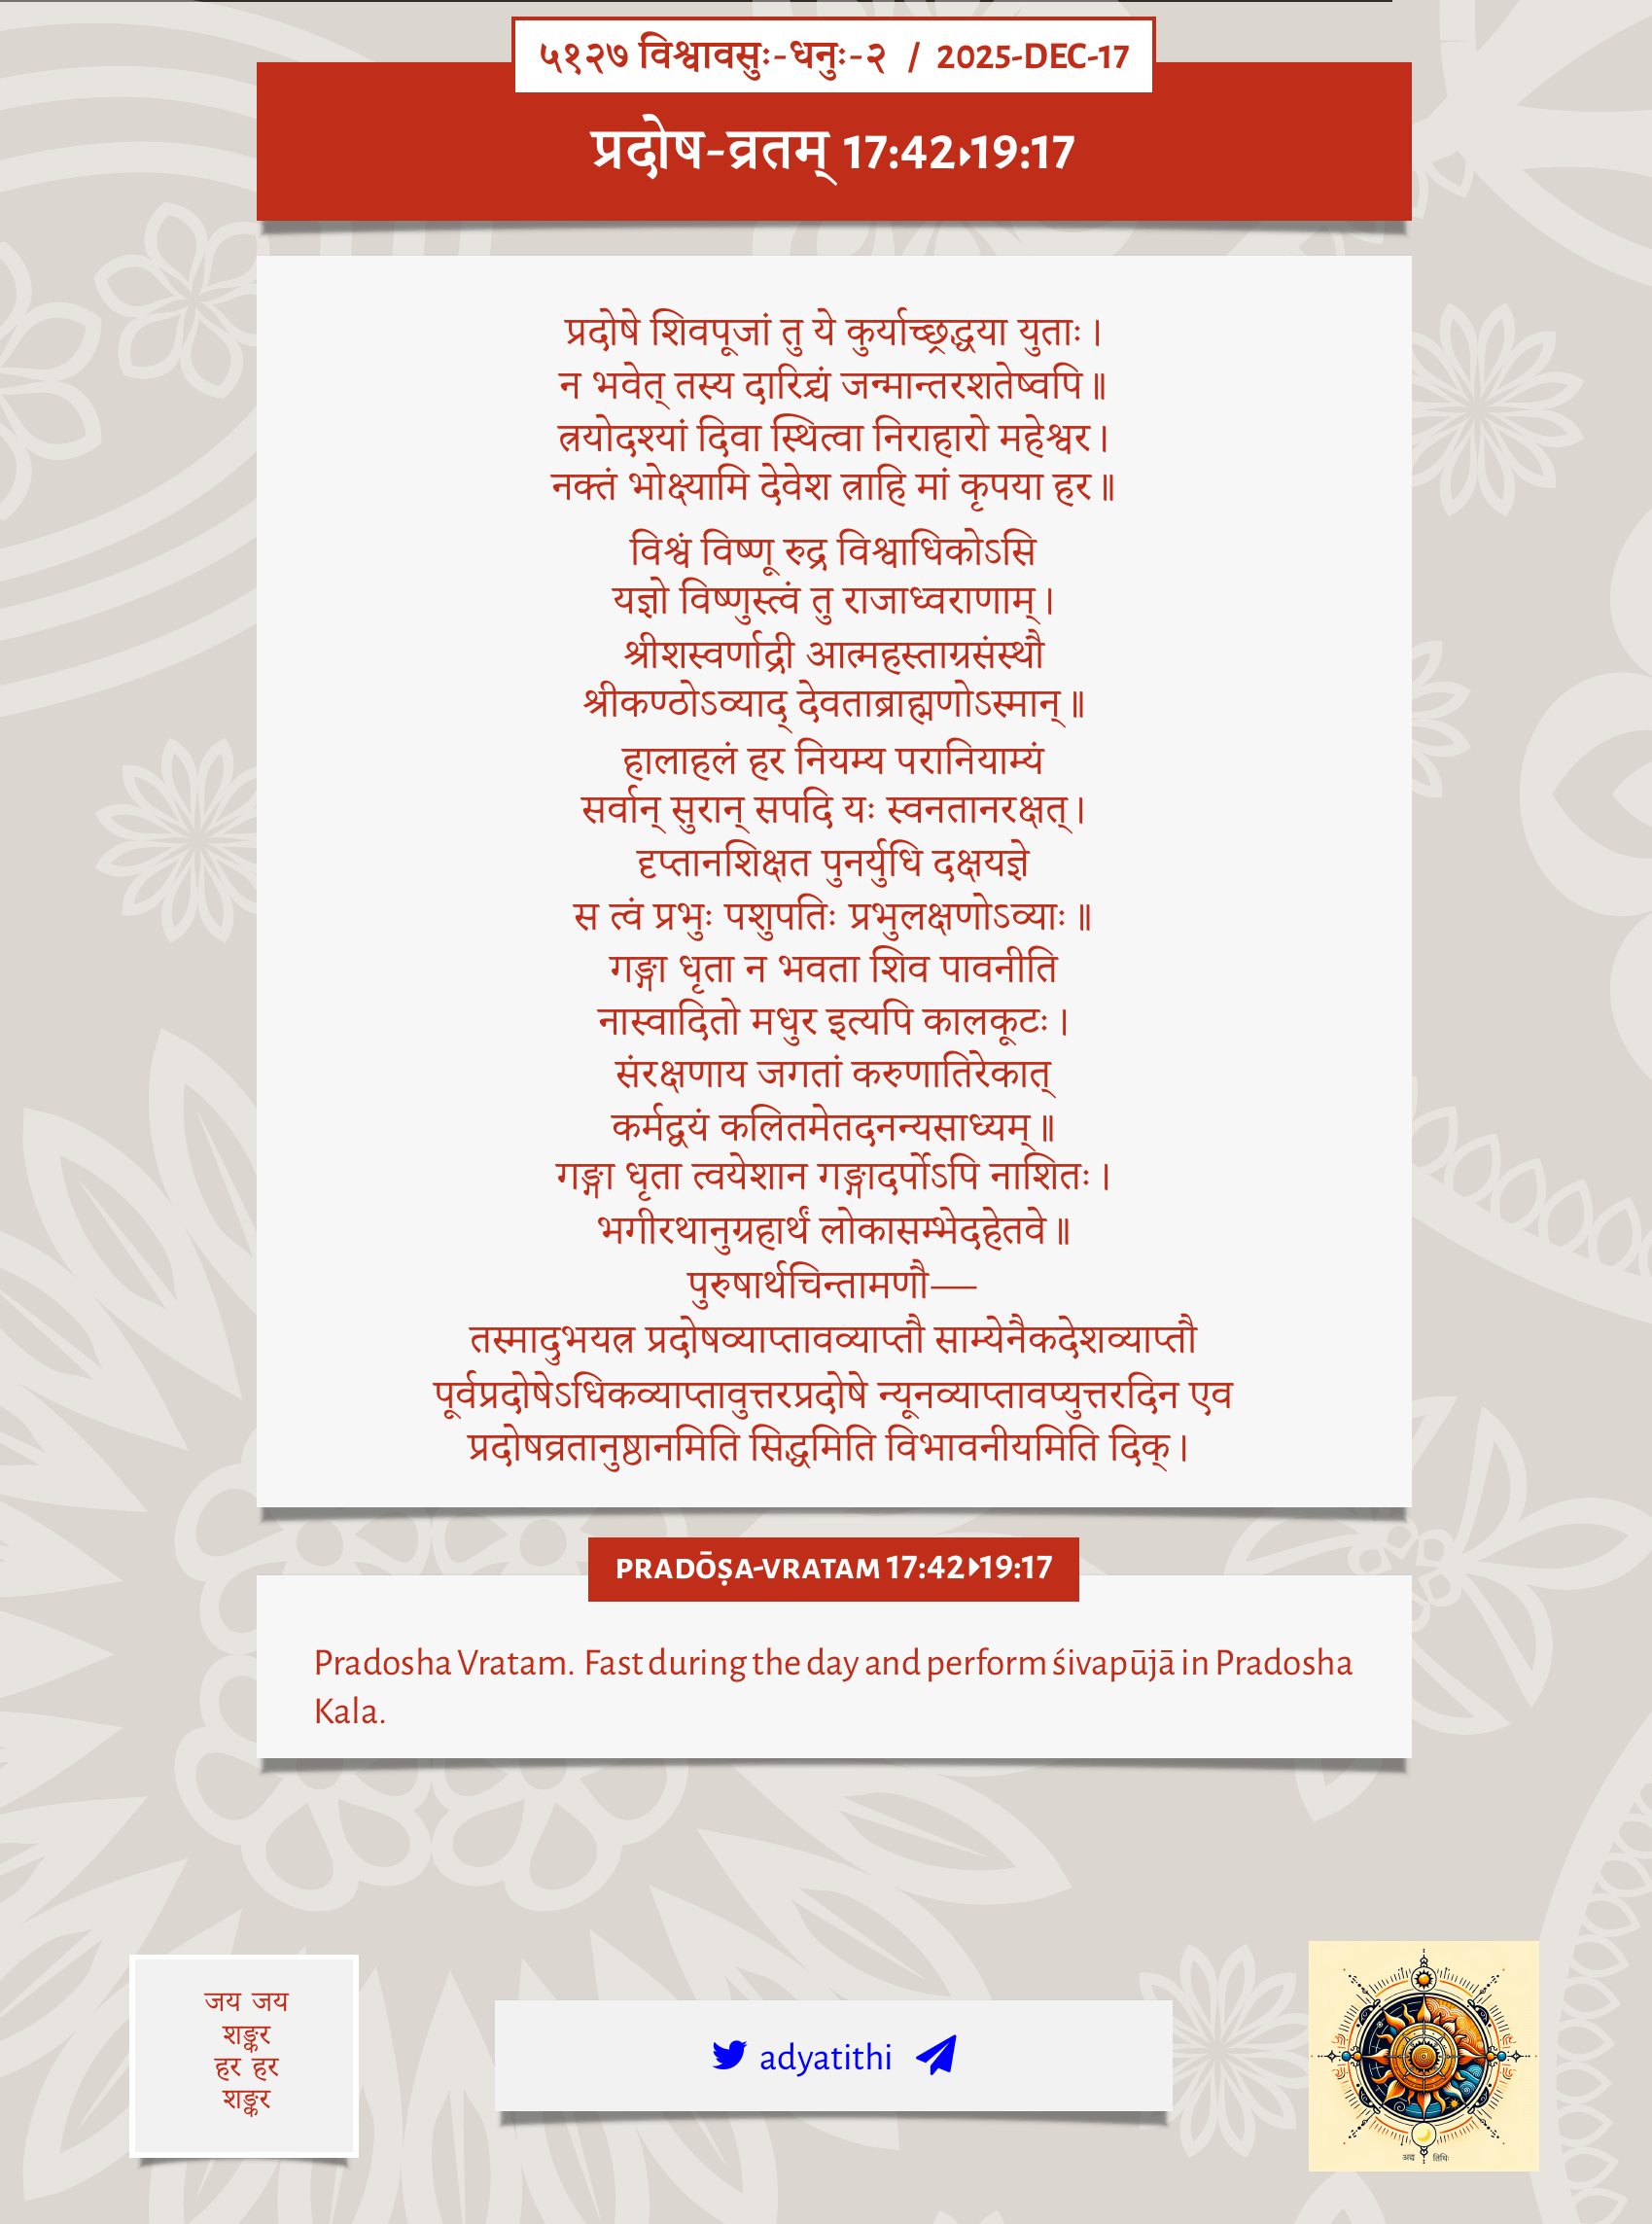 ५१२७ विश्वावसुः-धनुः-२ / 2025-DEC-17
प्रदोष-व्रतम् 17:42▸19:17
प्रदोषे शिवपूजां तु ये कुर्याच्छ्रद्धया युताः।
न भवेत् तस्य दारिद्र्यं जन्मान्तरशतेष्वपि॥
त्रयोदश्यां दिवा स्थित्वा निराहारो महेश्वर।
नक्तं भोक्ष्यामि देवेश त्राहि मां कृपया हर॥
विश्वं विष्णू रुद्र विश्वाधिकोऽसि
यज्ञो विष्णुस्त्वं तु राजाध्वराणाम्।
श्रीशस्वर्णाद्री आत्महस्ताग्रसंस्थौ
श्रीकण्ठोऽव्याद् देवताब्राह्मणोऽस्मान्॥
हालाहलं हर नियम्य परानियाम्यं
सर्वान् सुरान् सपदि यः स्वनतानरक्षत्।
दृप्तानशिक्षत पुनर्युधि दक्षयज्ञे
स त्वं प्रभुः पशुपतिः प्रभुलक्षणोऽव्याः॥
गङ्गा धृता न भवता शिव पावनीति
नास्वादितो मधुर इत्यपि कालकूटः।
संरक्षणाय जगतां करुणातिरेकात्
कर्मद्वयं कलितमेतदनन्यसाध्यम्॥
गङ्गा धृता त्वयेशान गङ्गादर्पोऽपि नाशितः।
भगीरथानुग्रहार्थं लोकासम्भेदहेतवे॥
पुरुषार्थचिन्तामणौ—
तस्मादुभयत्र प्रदोषव्याप्तावव्याप्तौ साम्येनैकदेशव्याप्तौ
पूर्वप्रदोषेऽधिकव्याप्तावुत्तरप्रदोषे न्यूनव्याप्तावप्युत्तरदिन एव
प्रदोषव्रतानुष्ठानमिति सिद्धमिति विभावनीयमिति दिक्।
PRADŌṢA-VRATAM 17:42▸19:17
Pradosha Vratam. Fast during the day and perform śivapūjā in Pradosha
Kala.
जय जय
शङ्कर
हर हर
शङ्कर
adyatithi
अद्य तिथिः